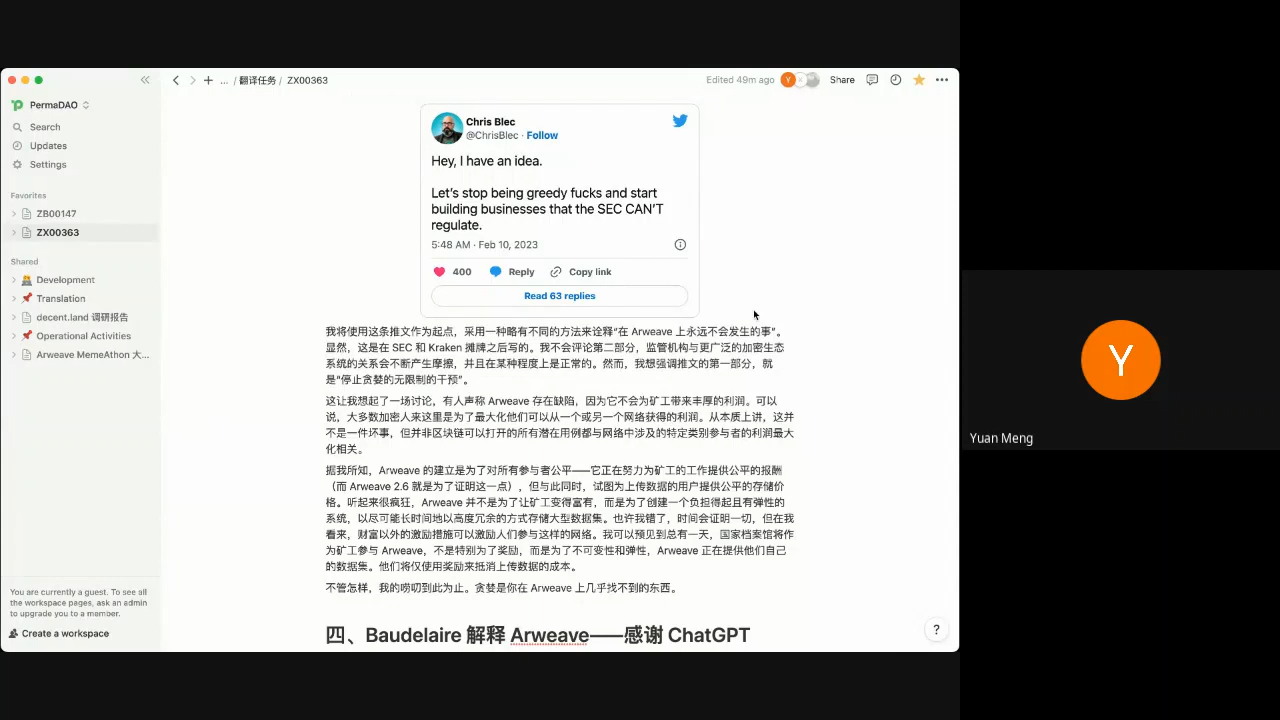 PermaDAO
Search
Updates
Settings
Favorites
ZB00147
ZX00363
Shared
Development
Translation
decent.land 调研报告
Operational Activities
Arweave MemeAthon 大...
You are currently a guest. To see all
the workspace pages, ask an admin
to upgrade you to a member.
Create a workspace
... / 翻译任务 / ZX00363
Edited 49m ago
Y
Share
Chris Blec
@ChrisBlec · Follow
Hey, I have an idea.
Let's stop being greedy fucks and start
building businesses that the SEC CAN'T
regulate.
5:48 AM · Feb 10, 2023
400 Reply Copy link
Read 63 replies
我将使用这条推文作为起点，采用一种略有不同的方法来诠释“在 Arweave 上永远不会发生的事”。
显然，这是在 SEC 和 Kraken 摊牌之后写的。我不会评论第二部分，监管机构与更广泛的加密生态
系统的关系会不断产生摩擦，并且在某种程度上是正常的。然而，我想强调推文的第一部分，就
是“停止贪婪的无限制的干预”。
这让我想起了一场讨论，有人声称 Arweave 存在缺陷，因为它不会为矿工带来丰厚的利润。可以
说，大多数加密人来这里是为了最大化他们可以从一个或另一个网络获得的利润。从本质上讲，这并
不是一件坏事，但并非区块链可以打开的所有潜在用例都与网络中涉及的特定类别参与者的利润最大
化相关。
据我所知，Arweave 的建立是为了对所有参与者公平——它正在努力为矿工的工作提供公平的报酬
（而 Arweave 2.6 就是为了证明这一点），但与此同时，试图为上传数据的用户提供公平的存储价
格。听起来很疯狂，Arweave 并不是为了让矿工变得富有，而是为了创建一个负担得起且有弹性的
系统，以尽可能长时间地以高度冗余的方式存储大型数据集。也许我错了，时间会证明一切，但在我
看来，财富以外的激励措施可以激励人们参与这样的网络。我可以预见到总有一天，国家档案馆将作
为矿工参与 Arweave，不是特别为了奖励，而是为了不可变性和弹性，Arweave 正在提供他们自己
的数据集。他们将仅使用奖励来抵消上传数据的成本。
不管怎样，我的唠叨到此为止。贪婪是你在 Arweave 上几乎找不到的东西。
四、Baudelaire 解释 Arweave——感谢 ChatGPT
?
Y
Yuan Meng